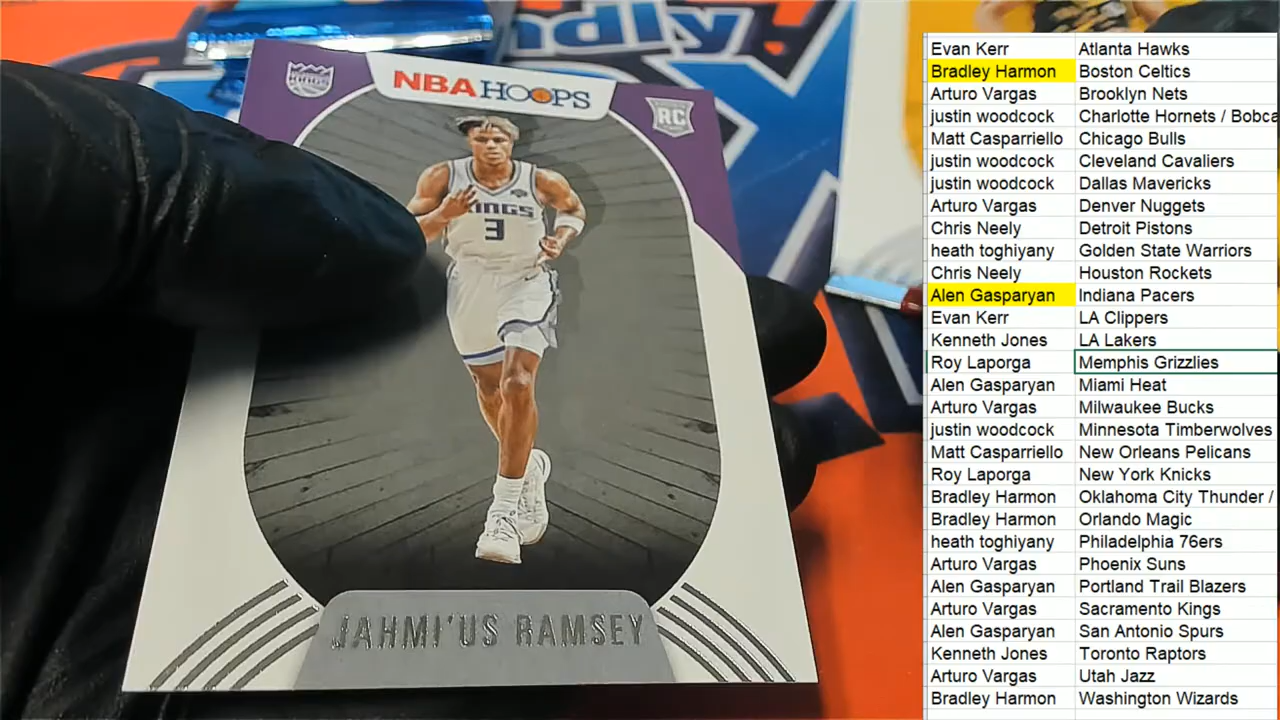 ndly
KINGS
NBA HOOPS
RC
KINGS
3
JAHMI'US RAMSEY
Evan Kerr Atlanta Hawks
Bradley Harmon Boston Celtics
Arturo Vargas Brooklyn Nets
justin woodcock Charlotte Hornets / Bobca
Matt Casparriello Chicago Bulls
justin woodcock Cleveland Cavaliers
justin woodcock Dallas Mavericks
Arturo Vargas Denver Nuggets
Chris Neely Detroit Pistons
heath toghiyany Golden State Warriors
Chris Neely Houston Rockets
Alen Gasparyan Indiana Pacers
Evan Kerr LA Clippers
Kenneth Jones LA Lakers
Roy Laporga Memphis Grizzlies
Alen Gasparyan Miami Heat
Arturo Vargas Milwaukee Bucks
justin woodcock Minnesota Timberwolves
Matt Casparriello New Orleans Pelicans
Roy Laporga New York Knicks
Bradley Harmon Oklahoma City Thunder /
Bradley Harmon Orlando Magic
heath toghiyany Philadelphia 76ers
Arturo Vargas Phoenix Suns
Alen Gasparyan Portland Trail Blazers
Arturo Vargas Sacramento Kings
Alen Gasparyan San Antonio Spurs
Kenneth Jones Toronto Raptors
Arturo Vargas Utah Jazz
Bradley Harmon Washington Wizards